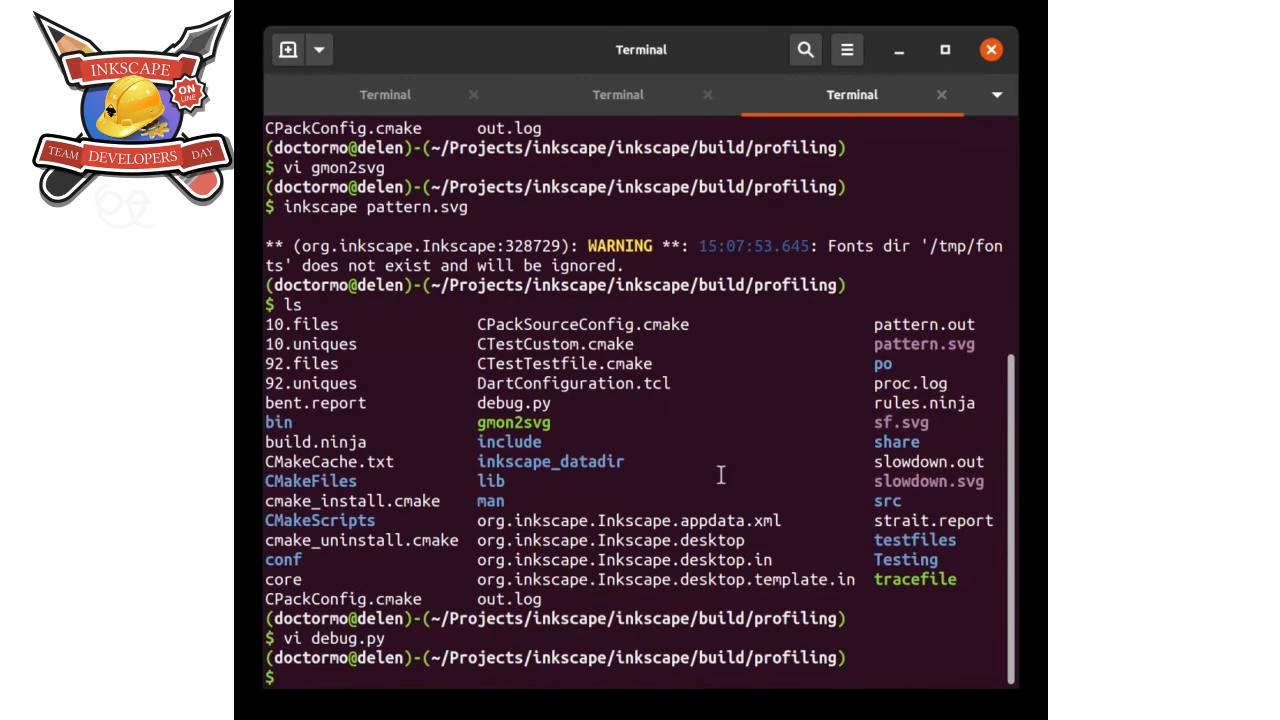 INKSCAPE
ON
LINE
TEAM DEVELOPERS DAY
Terminal
Terminal Terminal Terminal
CPackConfig.cmake out.log
(doctormo@delen)-(~/Projects/inkscape/inkscape/build/profiling)
$ vi gmon2svg
(doctormo@delen)-(~/Projects/inkscape/inkscape/build/profiling)
$ inkscape pattern.svg
** (org.inkscape.Inkscape:328729): WARNING **: 15:07:53.645: Fonts dir '/tmp/fon
ts' does not exist and will be ignored.
(doctormo@delen)-(~/Projects/inkscape/inkscape/build/profiling)
$ ls
10.files CPackSourceConfig.cmake pattern.out
10.uniques CTestCustom.cmake pattern.svg
92.files CTestTestfile.cmake po
92.uniques DartConfiguration.tcl proc.log
bent.report debug.py rules.ninja
bin gmon2svg sf.svg
build.ninja include share
CMakeCache.txt inkscape_datadir slowdown.out
CMakeFiles lib slowdown.svg
cmake_install.cmake man src
CMakeScripts org.inkscape.Inkscape.appdata.xml strait.report
cmake_uninstall.cmake org.inkscape.Inkscape.desktop testfiles
conf org.inkscape.Inkscape.desktop.in Testing
core org.inkscape.Inkscape.desktop.template.in tracefile
CPackConfig.cmake out.log
(doctormo@delen)-(~/Projects/inkscape/inkscape/build/profiling)
$ vi debug.py
(doctormo@delen)-(~/Projects/inkscape/inkscape/build/profiling)
$